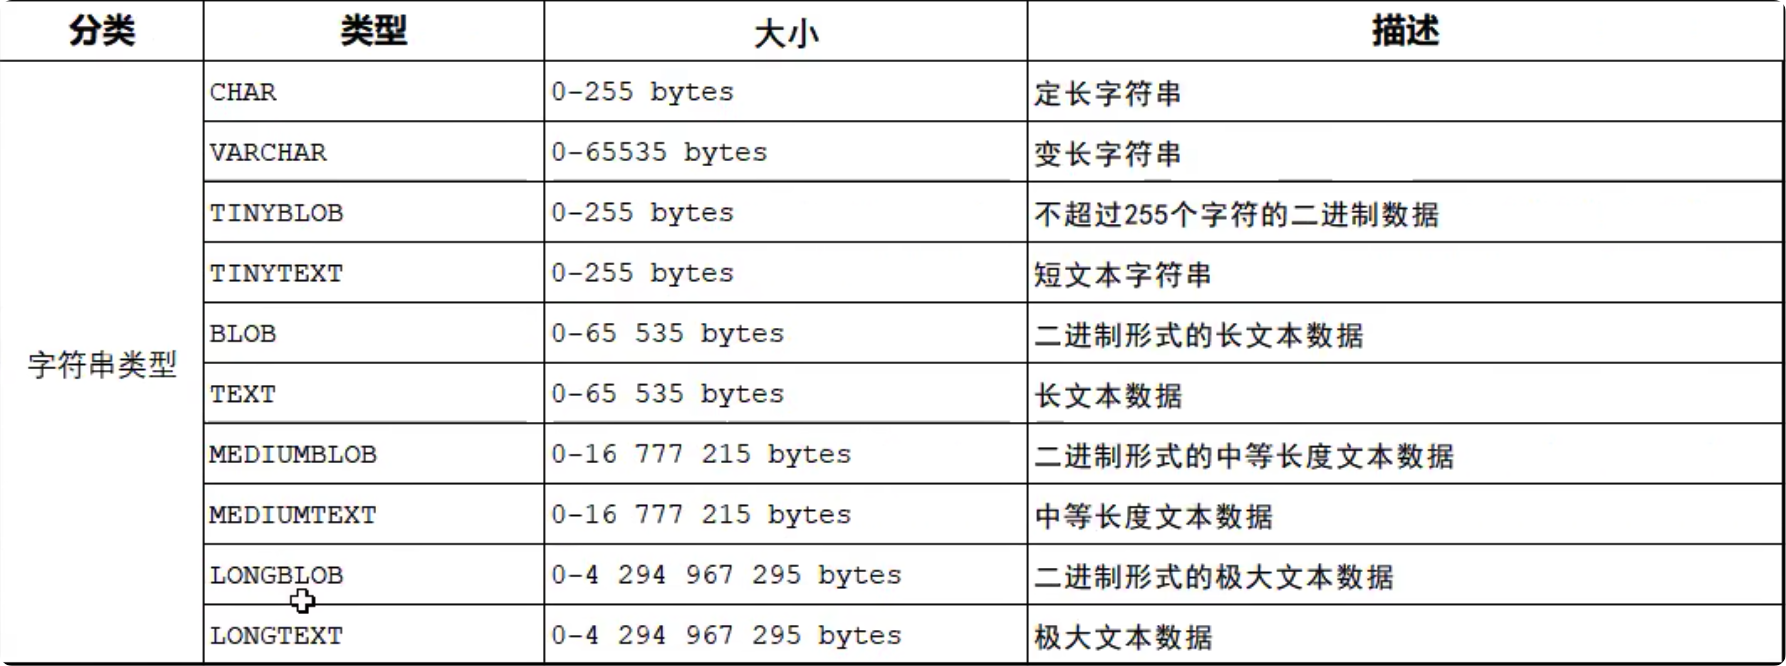 分类 类型 大小 描述
CHAR 0-255 bytes 定长字符串
VARCHAR 0-65535 bytes 变长字符串
TINYBLOB 0-255 bytes 不超过255个字符的二进制数据
TINYTEXT 0-255 bytes 短文本字符串
BLOB 0-65 535 bytes 二进制形式的长文本数据
字符串类型
TEXT 0-65 535 bytes 长文本数据
MEDIUMBLOB 0-16 777 215 bytes 二进制形式的中等长度文本数据
MEDIUMTEXT 0-16 777 215 bytes 中等长度文本数据
LONGBLOB 0-4 294 967 295 bytes 二进制形式的极大文本数据
LONGTEXT 0-4 294 967 295 bytes 极大文本数据